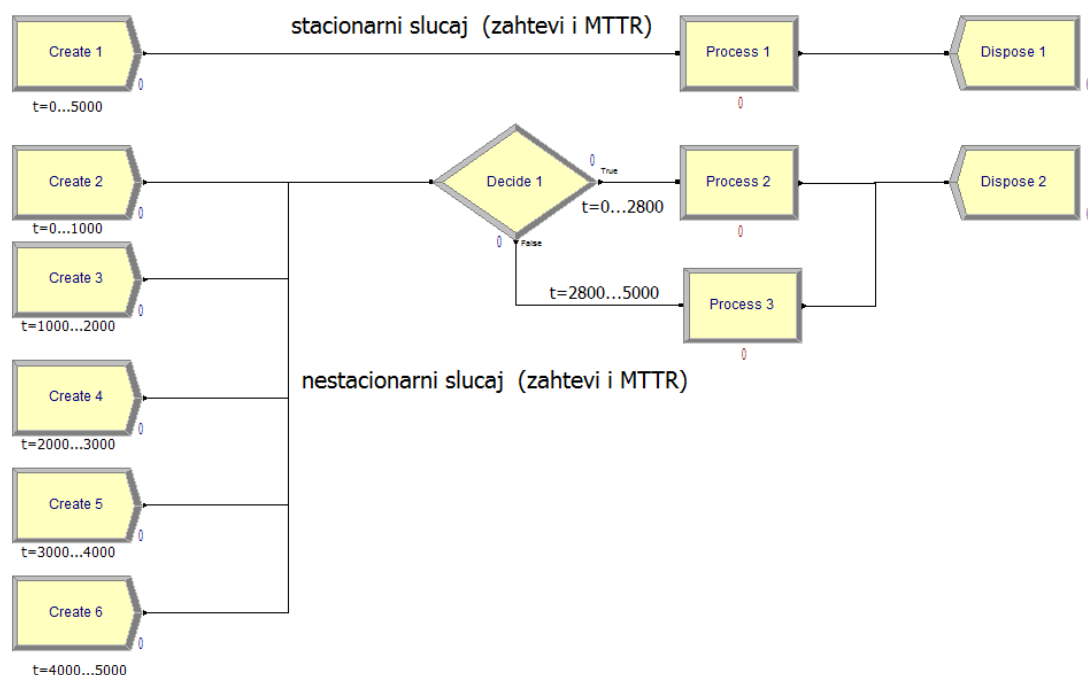 stacionarni slucaj (zahtevi i MTTR)
Create 1
Process 1
Dispose 1
0
0
0
t=0...5000
Create 2
Decide 1
0
True
Process 2
Dispose 2
t=0...2800
0
0
False
0
0
Create 3
0
t=1000...2000
t=0...1000
t=2800...5000
Process 3
0
nestacionarni slucaj (zahtevi i MTTR)
Create 4
0
t=2000...3000
Create 5
0
t=3000...4000
Create 6
0
t=4000...5000